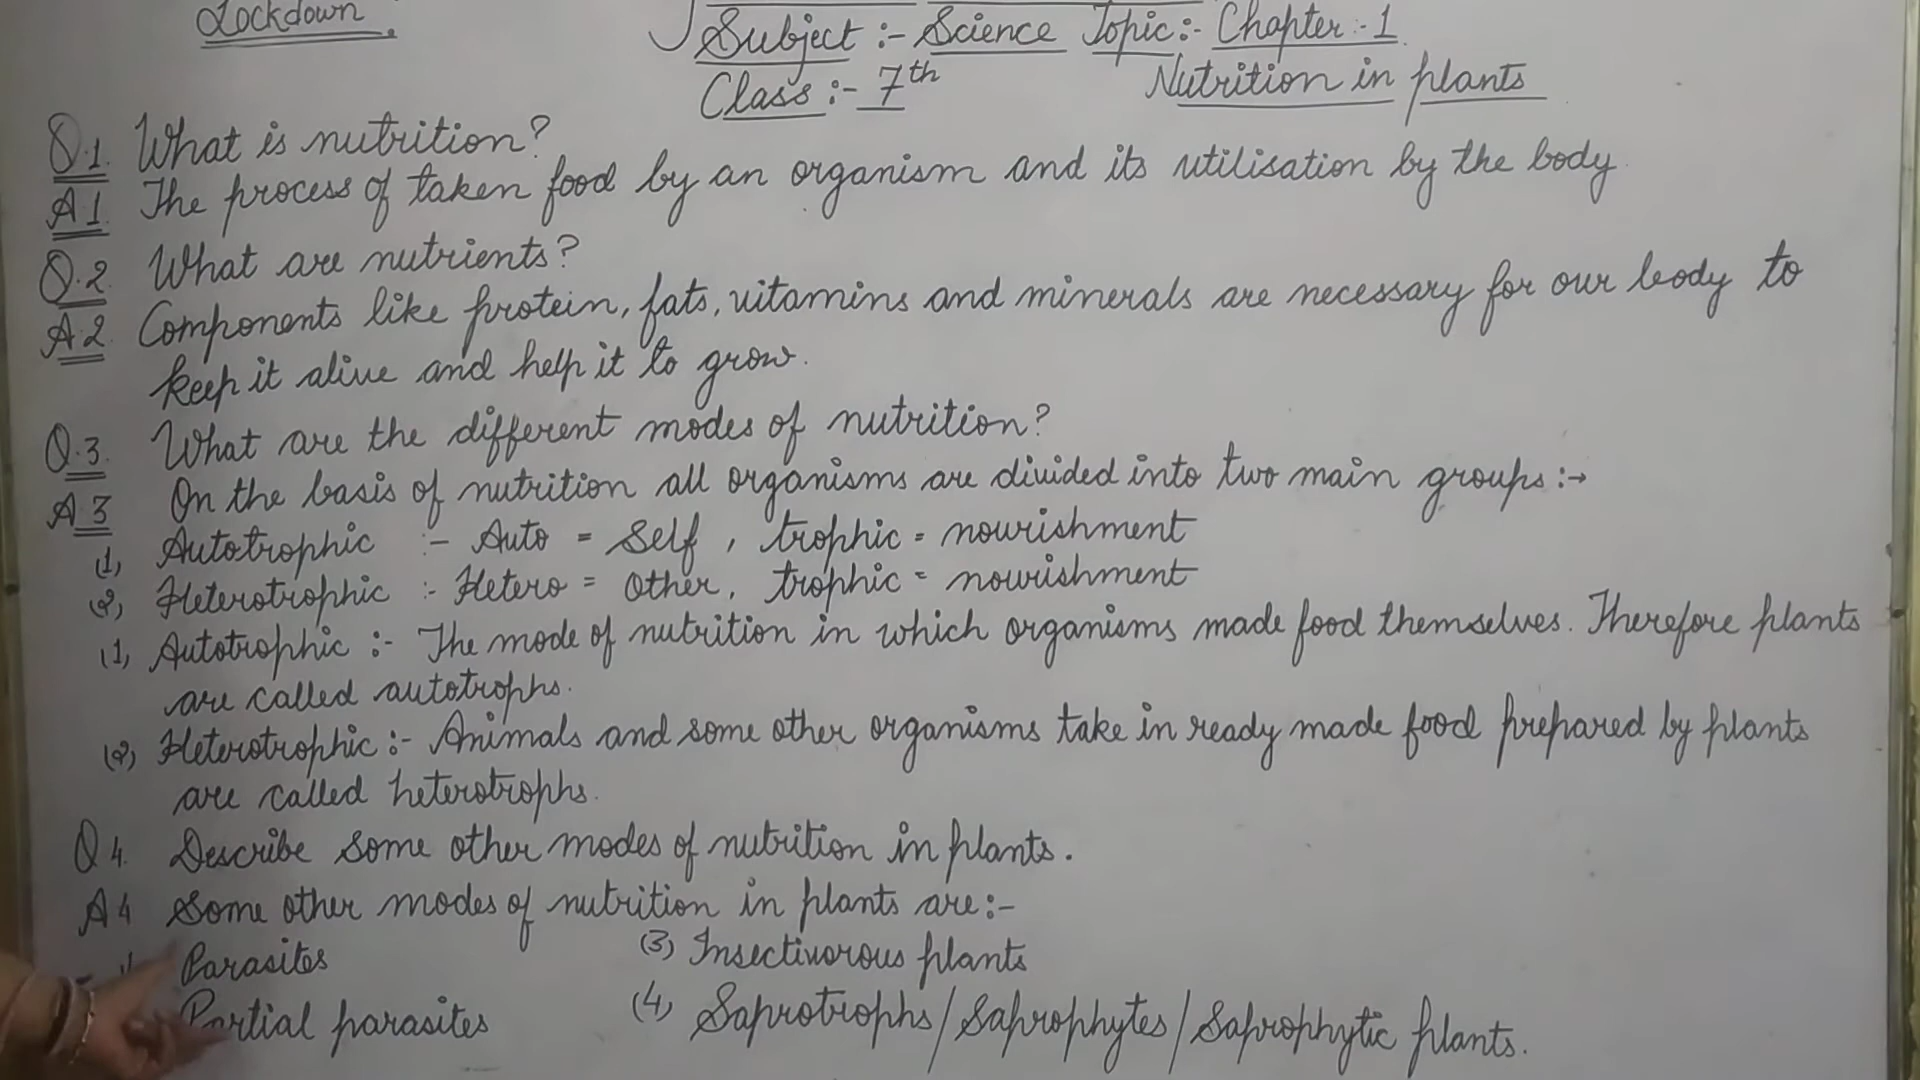 Lockdown.
Subject :- Science Topic :- Chapter :- 1
Class :- 7th Nutrition in plants
Q.1. What is nutrition?
A1. The process of taken food by an organism and its utilisation by the body.
Q.2. What are nutrients?
A.2. Components like protein, fats, vitamins and minerals are necessary for our body to
keep it alive and help it to grow.
Q.3. What are the different modes of nutrition?
A.3 On the basis of nutrition all organisms are divided into two main groups :→
(1) Autotrophic :- Auto = Self, trophic = nourishment
(2) Heterotrophic :- Hetero = Other, trophic = nourishment
(1) Autotrophic :- The mode of nutrition in which organisms made food themselves. Therefore plants
are called autotrophs.
(2) Heterotrophic :- Animals and some other organisms take in ready made food prepared by plants
are called heterotrophs.
Q 4. Describe some other modes of nutrition in plants.
A 4 Some other modes of nutrition in plants are :-
Parasites (3) Insectivorous plants
Partial parasites (4) Saprotrophs/Saprophytes/Saprophytic plants.